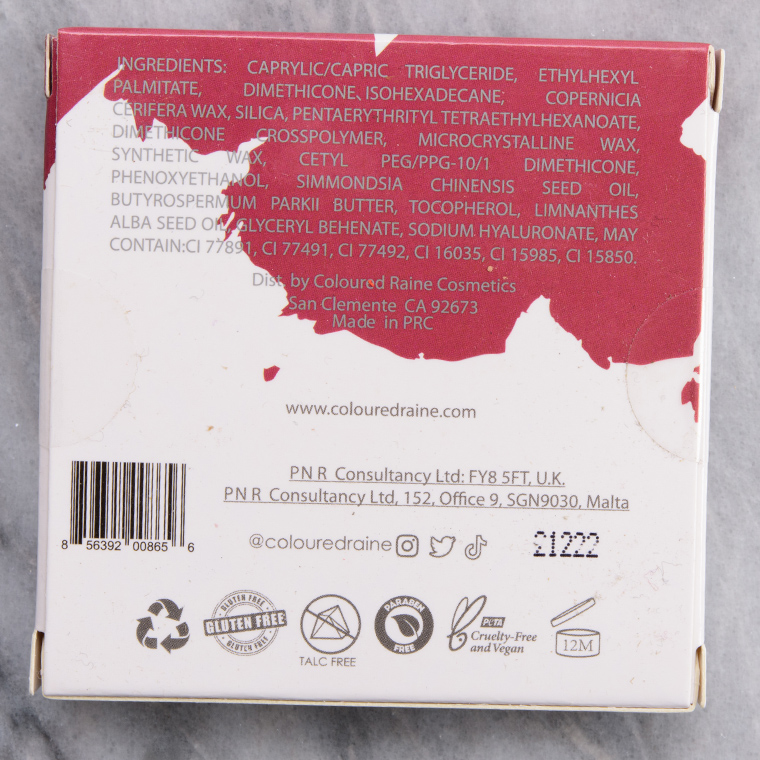 INGREDIENTS: CAPRYLIC/CAPRIC TRIGLYCERIDE, ETHYLHEXYL
PALMITATE, DIMETHICONE, ISOHEXADECANE, COPERNICIA
CERIFERA WAX, SILICA, PENTAERYTHRITYL TETRAETHYLHEXANOATE,
DIMETHICONE CROSSPOLYMER, MICROCRYSTALLINE WAX,
SYNTHETIC WAX, CETYL PEG/PPG-10/1 DIMETHICONE,
PHENOXYETHANOL, SIMMONDSIA CHINENSIS SEED OIL,
BUTYROSPERMUM PARKII BUTTER, TOCOPHEROL, LIMNANTHES
ALBA SEED OIL, GLYCERYL BEHENATE, SODIUM HYALURONATE, MAY
CONTAIN:CI 77891, CI 77491, CI 77492, CI 16035, CI 15985, CI 15850.
Dist. by Coloured Raine Cosmetics
San Clemente CA 92673
Made in PRC
www.colouredraine.com
P N R Consultancy Ltd: FY8 5FT, U.K.
P N R Consultancy Ltd, 152, Office 9, SGN9030, Malta
@colouredraine
21222
8 56392 00865 6
GLUTEN FREE
GLUTEN FREE
GLUTEN FREE
TALC FREE
PARABEN
FREE
PETA
Cruelty-Free
and Vegan
12M